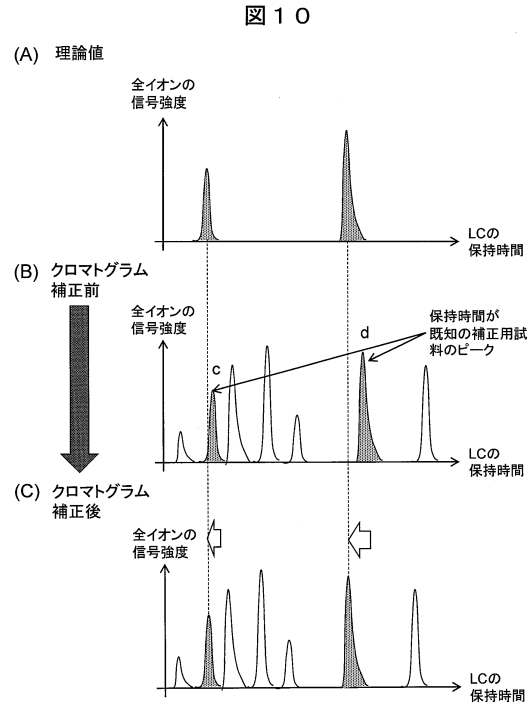 図10
(A) 理論値
全イオンの
信号強度
LCの
保持時間
(B) クロマトグラム
補正前
全イオンの
信号強度
c
d
保持時間が
既知の補正用試
料のピーク
LCの
保持時間
(C) クロマトグラム
補正後
全イオンの
信号強度
LCの
保持時間